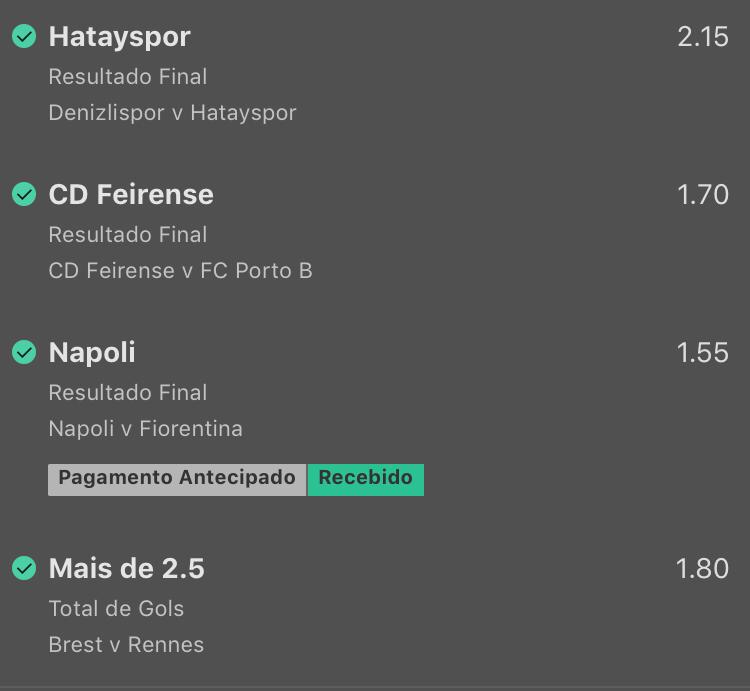 Hatayspor 2.15
Resultado Final
Denizlispor v Hatayspor
CD Feirense 1.70
Resultado Final
CD Feirense v FC Porto B
Napoli 1.55
Resultado Final
Napoli v Fiorentina
Pagamento Antecipado Recebido
Mais de 2.5 1.80
Total de Gols
Brest v Rennes